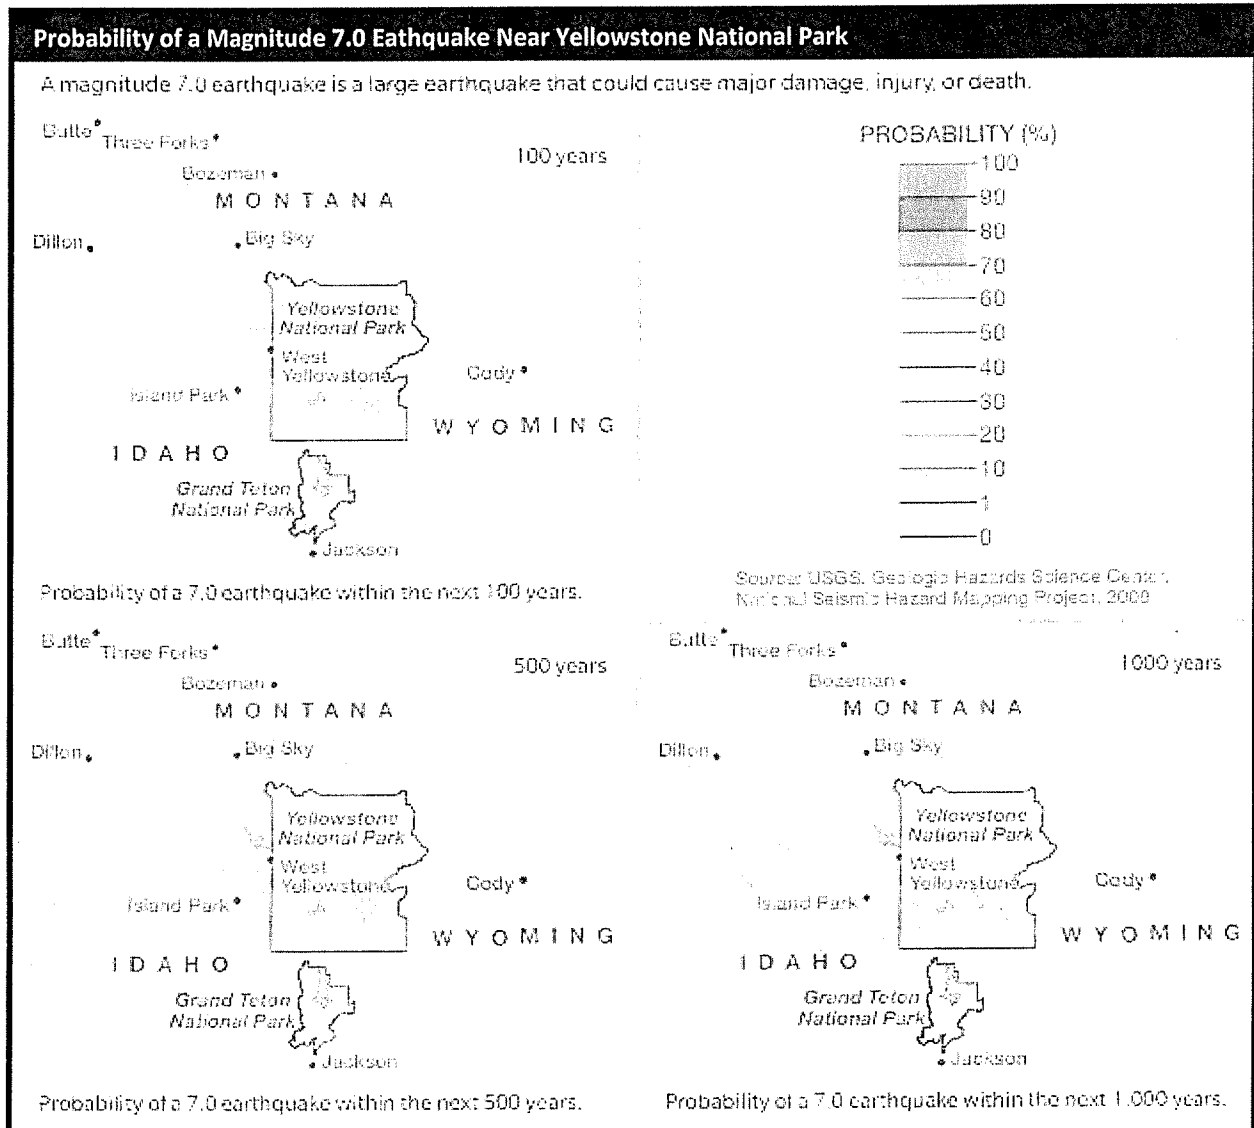 Probability of a Magnitude 7.0 Eathquake Near Yellowstone National Park
A magnitude 7.0 earthquake is a large earthquake that could cause major damage, injury, or death.
Butte
Three Forks
100 years
Bozeman
MONTANA
Dillon
Big Sky
Yellowstone
National Park
West
Yellowstone
Cody
Island Park
WYOMING
IDAHO
Grand Teton
National Park
Jackson
Probability of a 7.0 earthquake within the next 100 years.
PROBABILITY (%)
100
90
80
70
60
50
40
30
20
10
1
0
Source: USGS, Geologic Hazards Science Center,
National Seismic Hazard Mapping Project, 2009
Butte
Three Forks
500 years
Bozeman
MONTANA
Dillon
Big Sky
Yellowstone
National Park
West
Yellowstone
Cody
Island Park
WYOMING
IDAHO
Grand Teton
National Park
Jackson
Probability of a 7.0 earthquake within the next 500 years.
Butte
Three Forks
1000 years
Bozeman
MONTANA
Dillon
Big Sky
Yellowstone
National Park
West
Yellowstone
Cody
Island Park
WYOMING
IDAHO
Grand Teton
National Park
Jackson
Probability of a 7.0 earthquake within the next 1,000 years.